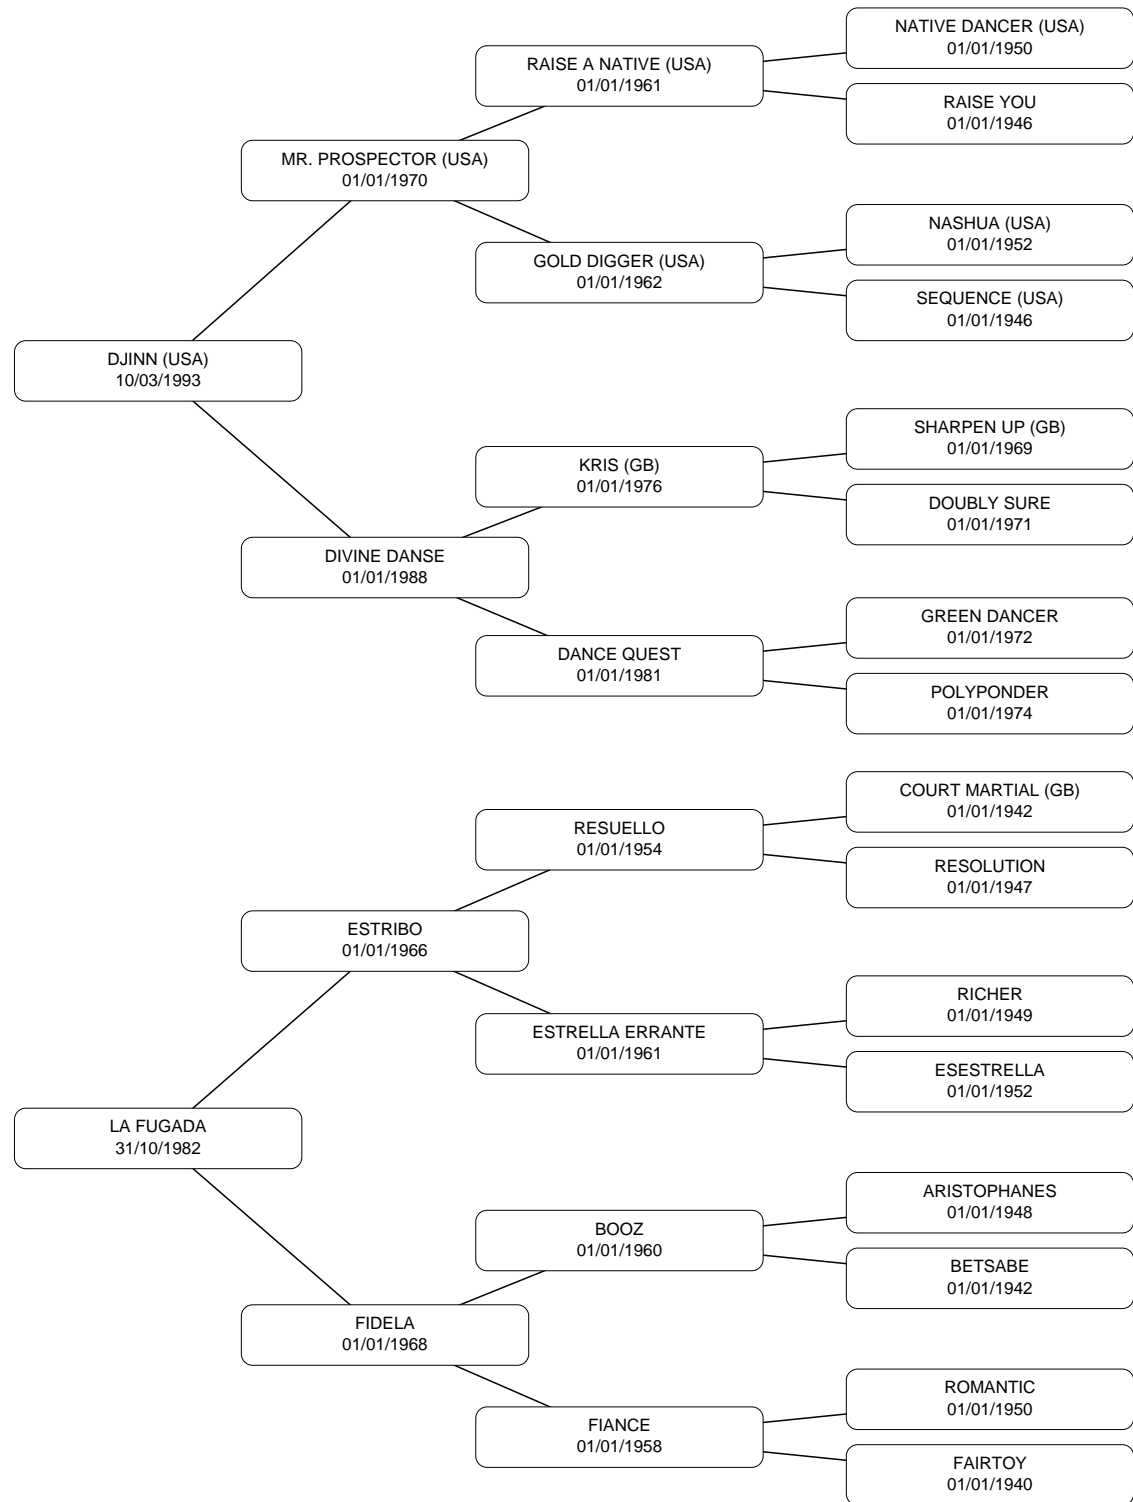 NATIVE DANCER (USA)
01/01/1950
RAISE A NATIVE (USA)
01/01/1961
RAISE YOU
01/01/1946
MR. PROSPECTOR (USA)
01/01/1970
NASHUA (USA)
01/01/1952
GOLD DIGGER (USA)
01/01/1962
SEQUENCE (USA)
01/01/1946
DJINN (USA)
10/03/1993
SHARPEN UP (GB)
01/01/1969
KRIS (GB)
01/01/1976
DOUBLY SURE
01/01/1971
DIVINE DANSE
01/01/1988
GREEN DANCER
01/01/1972
DANCE QUEST
01/01/1981
POLYPONDER
01/01/1974
COURT MARTIAL (GB)
01/01/1942
RESUELLO
01/01/1954
RESOLUTION
01/01/1947
ESTRIBO
01/01/1966
RICHER
01/01/1949
ESTRELLA ERRANTE
01/01/1961
ESESTRELLA
01/01/1952
LA FUGADA
31/10/1982
ARISTOPHANES
01/01/1948
BOOZ
01/01/1960
BETSABE
01/01/1942
FIDELA
01/01/1968
ROMANTIC
01/01/1950
FIANCE
01/01/1958
FAIRTOY
01/01/1940